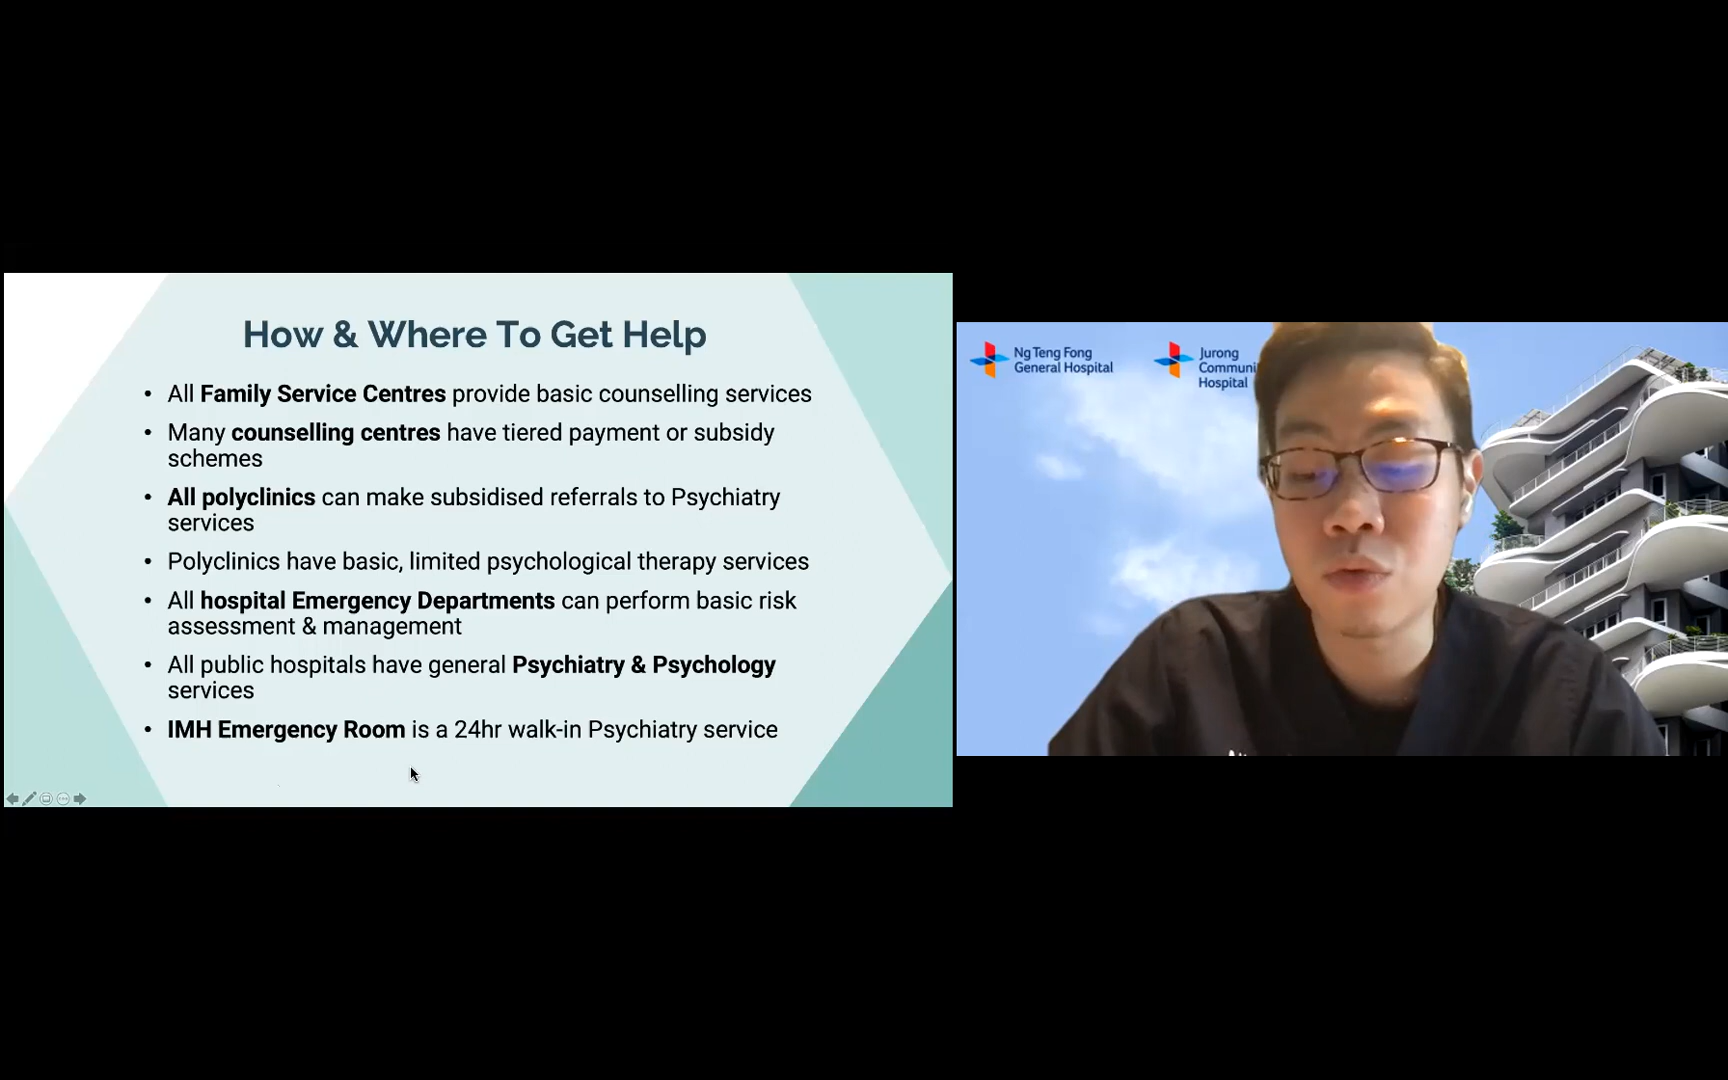 How & Where To Get Help
• All Family Service Centres provide basic counselling services
• Many counselling centres have tiered payment or subsidy
schemes
• All polyclinics can make subsidised referrals to Psychiatry
services
• Polyclinics have basic, limited psychological therapy services
• All hospital Emergency Departments can perform basic risk
assessment & management
• All public hospitals have general Psychiatry & Psychology
services
• IMH Emergency Room is a 24hr walk-in Psychiatry service
Ng Teng Fong
General Hospital
Jurong
Communi
Hospital